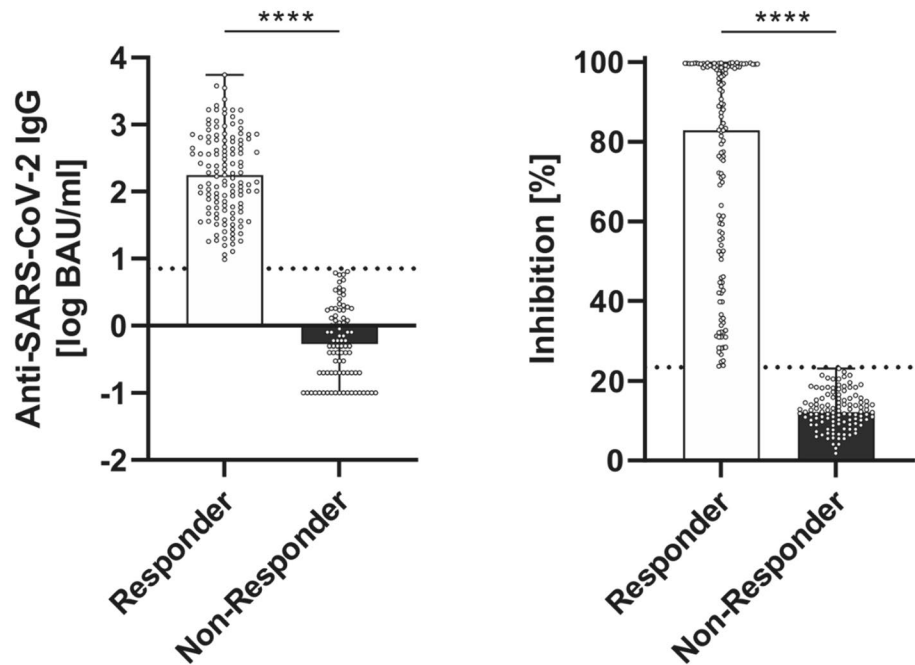 ****
Anti-SARS-CoV-2 IgG
[log BAU/ml]
4
3
2
1
0
-1
-2
Responder
Non-Responder
****
Inhibition [%]
100
80
60
40
20
0
Responder
Non-Responder